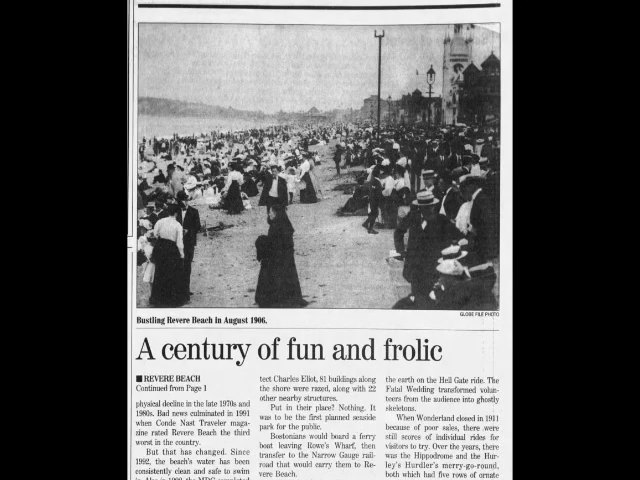 GLOBE FILE PHOTO
Bustling Revere Beach in August 1906.
A century of fun and frolic
■ REVERE BEACH
Continued from Page 1
physical decline in the late 1970s and
1980s. Bad news culminated in 1991
when Conde Nast Traveler maga-
zine rated Revere Beach the third
worst in the country.
But that has changed. Since
1992, the beach's water has been
consistently clean and safe to swim
in. Also in 1992, the MDC completed
tect Charles Eliot, 81 buildings along
the shore were razed, along with 22
other nearby structures.
Put in their place? Nothing. It
was to be the first planned seaside
park for the public.
Bostonians would board a ferry
boat leaving Rowe's Wharf, then
transfer to the Narrow Gauge rail-
road that would carry them to Re-
vere Beach.
the earth on the Hell Gate ride. The
Fatal Wedding transformed volun-
teers from the audience into ghostly
skeletons.
When Wonderland closed in 1911
because of poor sales, there were
still scores of individual rides for
visitors to try. Over the years, there
was the Hippodrome and the Hur-
ley's Hurdler's merry-go-round,
both which had five rows of ornate